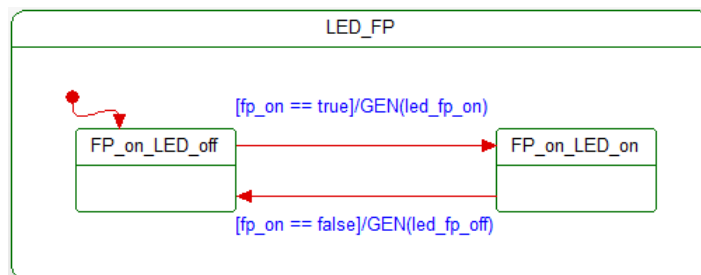 LED_FP
[fp_on == true]/GEN(led_fp_on)
FP_on_LED_off
FP_on_LED_on
[fp_on == false]/GEN(led_fp_off)